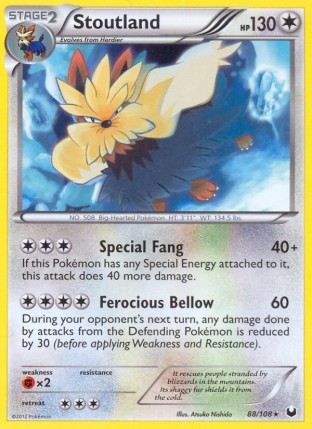 STAGE2 Stoutland HP130
Evolves from Herdier
NO. 508 Big-Hearted Pokémon HT: 3'11" WT: 134.5 lbs.
Special Fang 40+
If this Pokémon has any Special Energy attached to it,
this attack does 40 more damage.
Ferocious Bellow 60
During your opponent's next turn, any damage done
by attacks from the Defending Pokémon is reduced
by 30 (before applying Weakness and Resistance).
weakness resistance
×2
retreat
It rescues people stranded by
blizzards in the mountains.
Its shaggy fur shields it from
the cold.
©2012 Pokémon Illus. Atsuko Nishida 88/108★